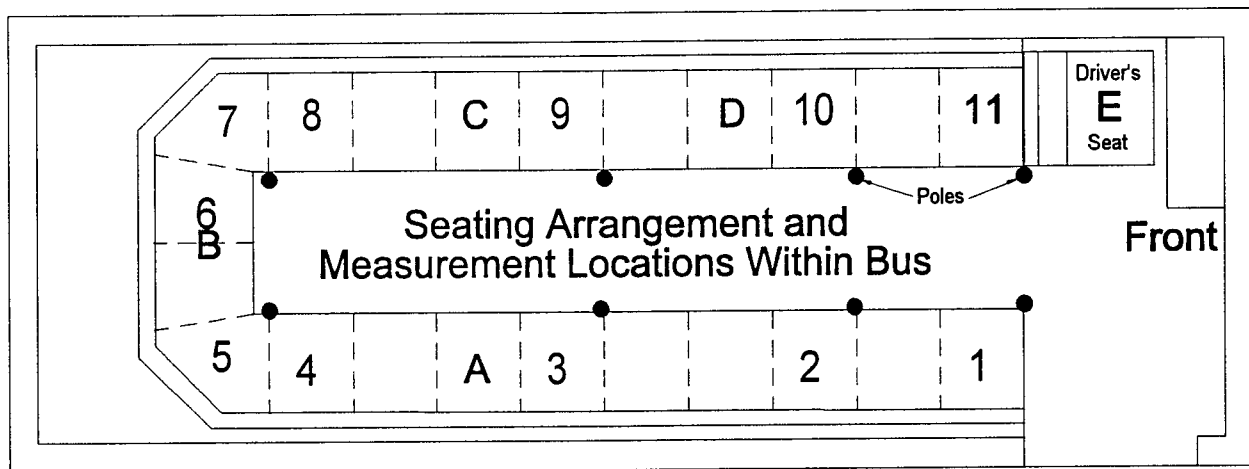 7 8 C 9 D 10 11
Driver's
E
Seat
6
B
Poles
Seating Arrangement and
Measurement Locations Within Bus
Front
5 4 A 3 2 1